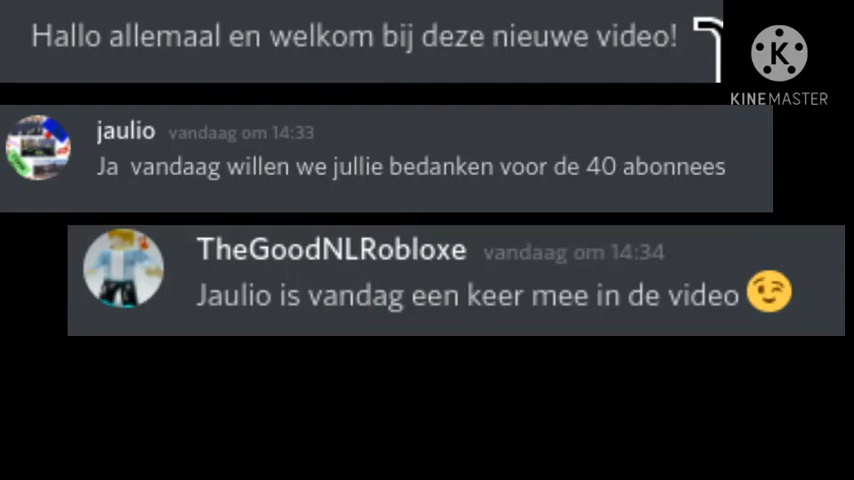 Hallo allemaal en welkom bij deze nieuwe video!
KINEMASTER
jaulio vandaag om 14:33
Ja vandaag willen we jullie bedanken voor de 40 abonnees
TheGoodNLRobloxe vandaag om 14:34
Jaulio is vandag een keer mee in de video 😉